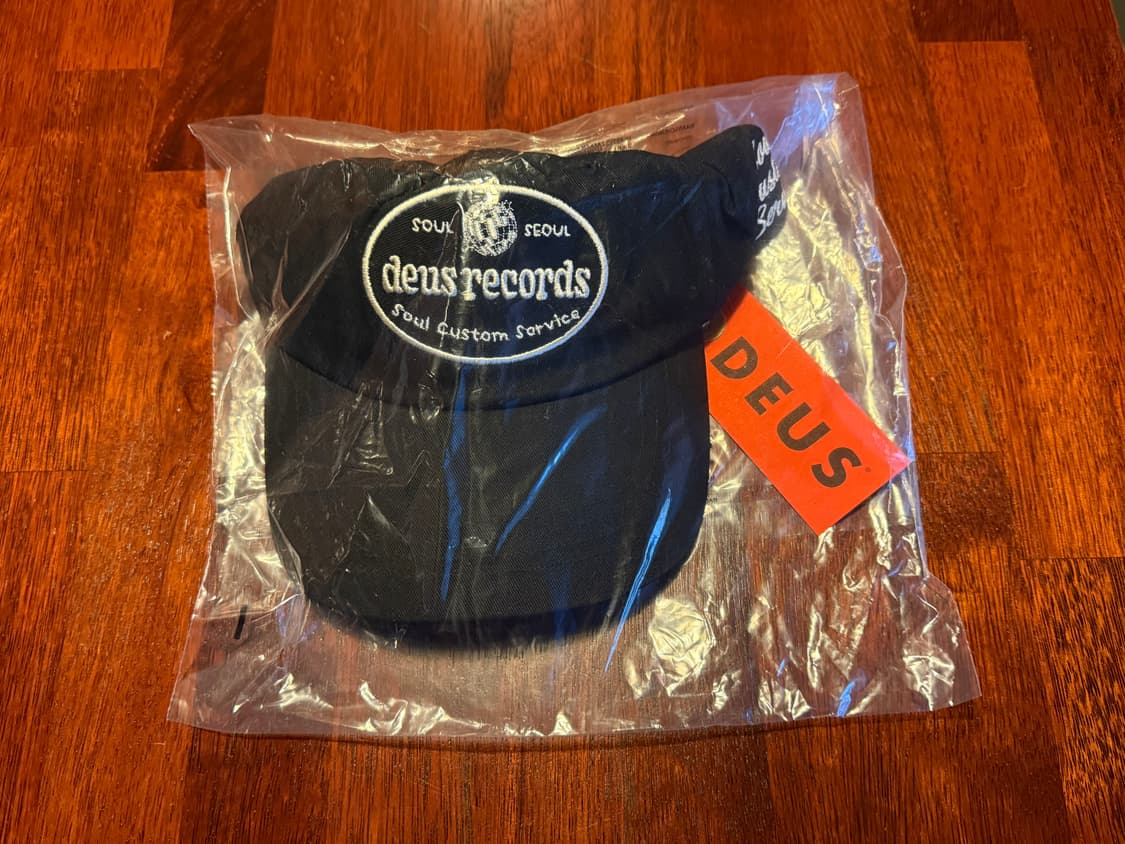 SOUL SEOUL
deus records
Soul Custom Service
DEUS